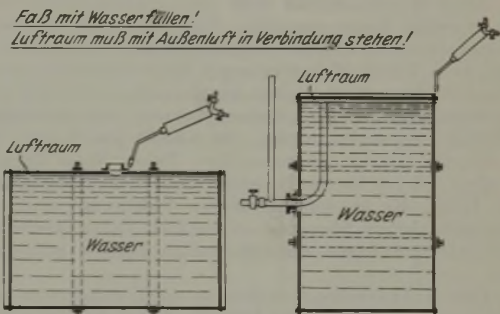 Faß mit Wasser füllen!
Luftraum muß mit Außenluft in Verbindung stehen!
Luftraum
Luftraum
Wasser
Wasser